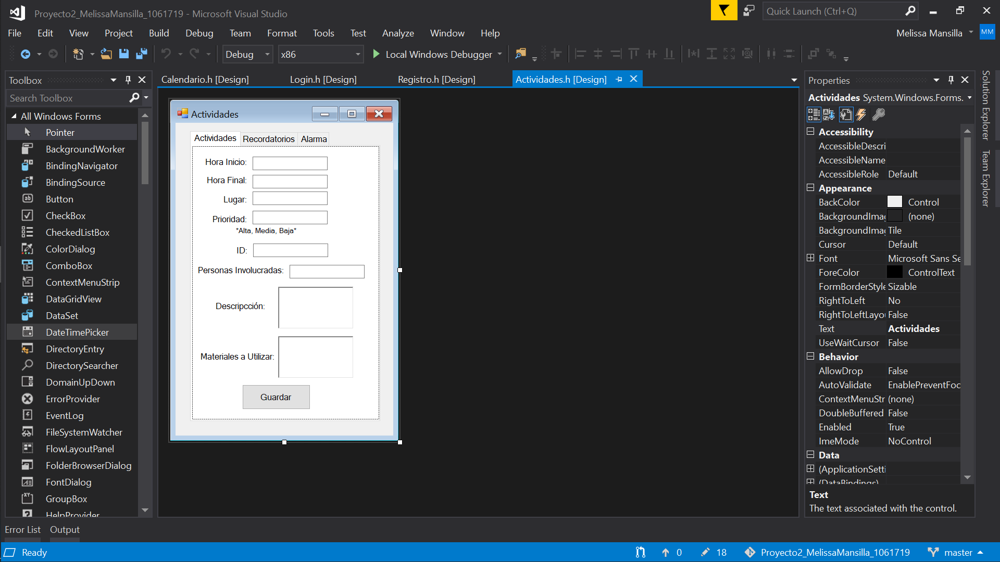 Proyecto2_MelissaMansilla_1061719 - Microsoft Visual Studio
Quick Launch (Ctrl+Q)
File Edit View Project Build Debug Team Format Tools Test Analyze Window Help
Melissa Mansilla MM
Debug x86 Local Windows Debugger
Toolbox
Search Toolbox
All Windows Forms
Pointer
BackgroundWorker
BindingNavigator
BindingSource
Button
CheckBox
CheckedListBox
ColorDialog
ComboBox
ContextMenuStrip
DataGridView
DataSet
DateTimePicker
DirectoryEntry
DirectorySearcher
DomainUpDown
ErrorProvider
EventLog
FileSystemWatcher
FlowLayoutPanel
FolderBrowserDialog
FontDialog
GroupBox
HelpProvider
Calendario.h [Design] Login.h [Design] Registro.h [Design] Actividades.h [Design]
Actividades
Actividades Recordatorios Alarma
Hora Inicio:
Hora Final:
Lugar:
Prioridad:
*Alta, Media, Baja*
ID:
Personas Involucradas:
Descripcción:
Materiales a Utilizar:
Guardar
Properties
Actividades System.Windows.Forms.
Accessibility
AccessibleDescri
AccessibleName
AccessibleRole Default
Appearance
BackColor Control
BackgroundImag (none)
BackgroundImag Tile
Cursor Default
Font Microsoft Sans Se
ForeColor ControlText
FormBorderStyle Sizable
RightToLeft No
RightToLeftLayou False
Text Actividades
UseWaitCursor False
Behavior
AllowDrop False
AutoValidate EnablePreventFoc
ContextMenuStr (none)
DoubleBuffered False
Enabled True
ImeMode NoControl
Data
(ApplicationSetti
(DataBindings)
Text
The text associated with the control.
Solution Explorer
Team Explorer
Error List Output
Ready
0 18 Proyecto2_MelissaMansilla_1061719 master